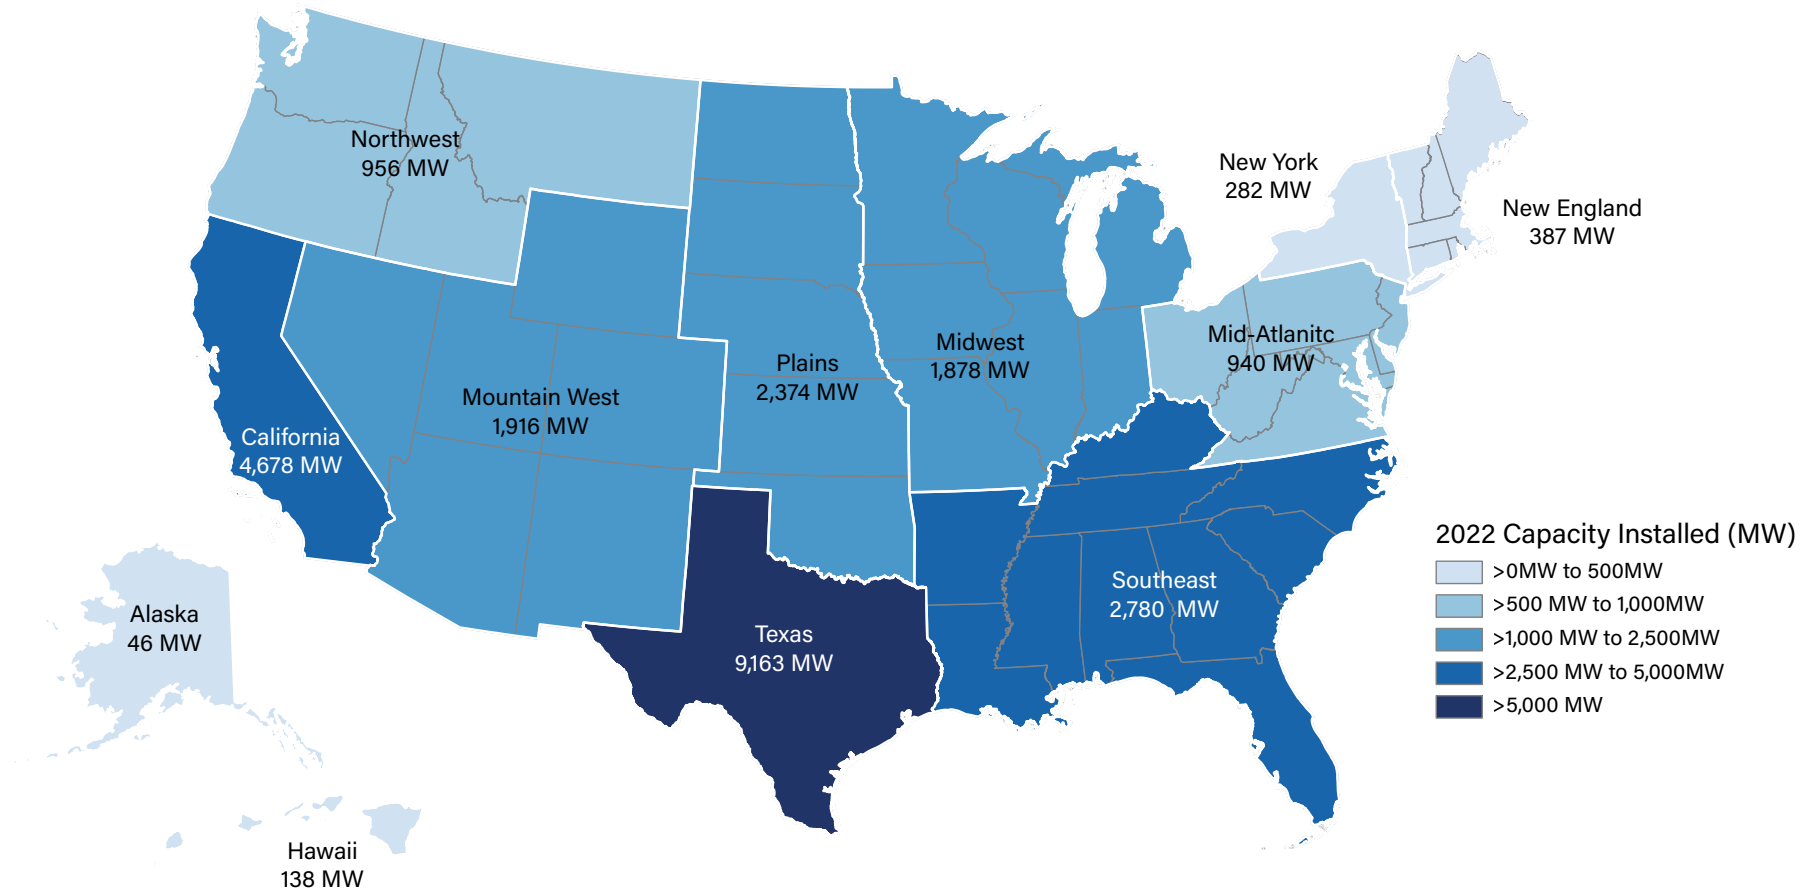 Northwest
956 MW
New York
282 MW
New England
387 MW
Mid-Atlanitc
940 MW
Midwest
1,878 MW
Plains
2,374 MW
Mountain West
1,916 MW
California
4,678 MW
Southeast
2,780 MW
Texas
9,163 MW
Alaska
46 MW
Hawaii
138 MW
2022 Capacity Installed (MW)
>0MW to 500MW
>500 MW to 1,000MW
>1,000 MW to 2,500MW
>2,500 MW to 5,000MW
>5,000 MW